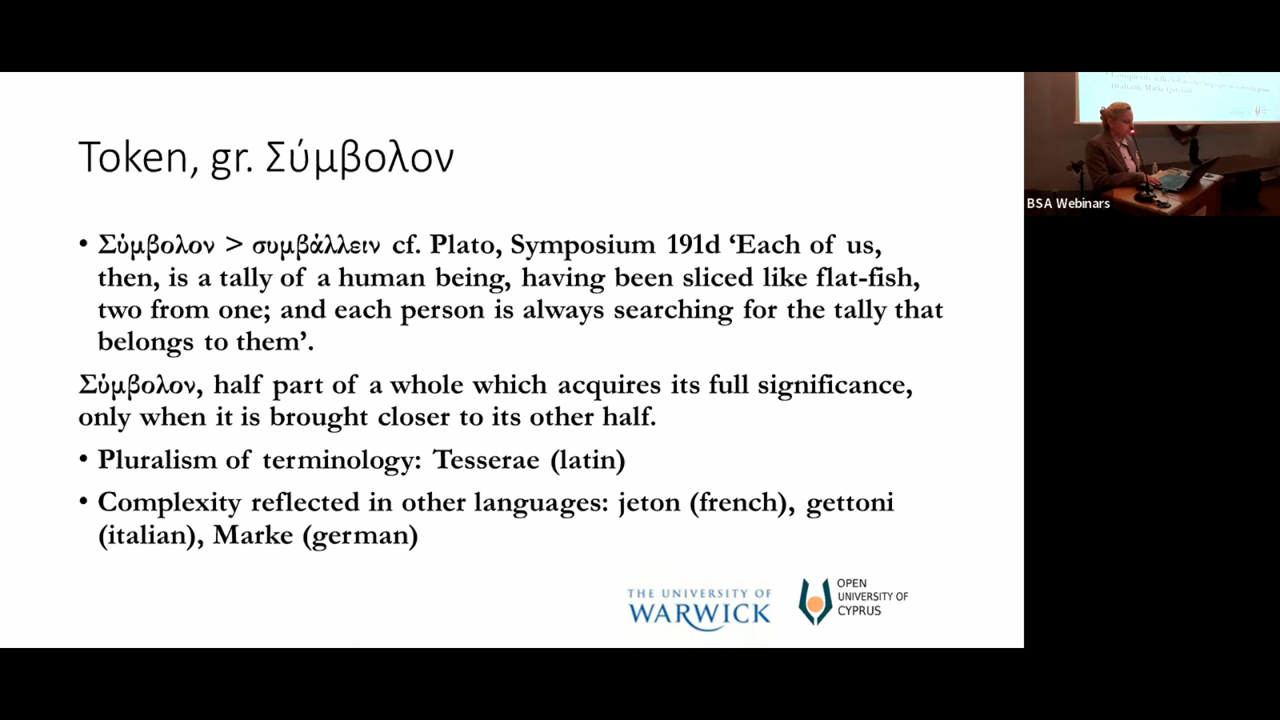 Token, gr. Σύμβολον
• Σύμβολον > συμβάλλειν cf. Plato, Symposium 191d ‘Each of us,
then, is a tally of a human being, having been sliced like flat-fish,
two from one; and each person is always searching for the tally that
belongs to them’.
Σύμβολον, half part of a whole which acquires its full significance,
only when it is brought closer to its other half.
• Pluralism of terminology: Tesserae (latin)
• Complexity reflected in other languages: jeton (french), gettoni
(italian), Marke (german)
THE UNIVERSITY OF
WARWICK
OPEN
UNIVERSITY OF
CYPRUS
(italian), Marke (german)
BSA Webinars